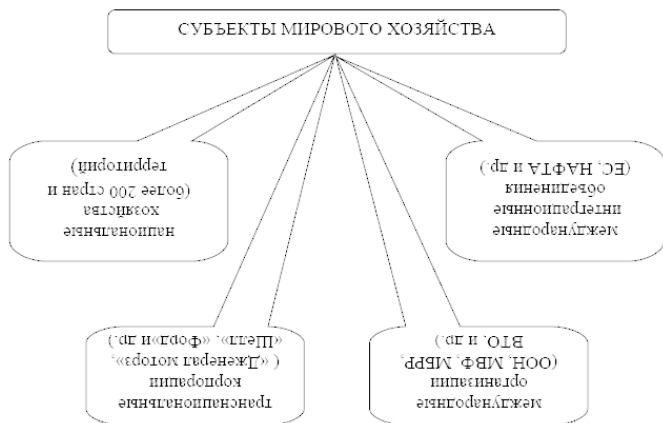 СУБЪЕКТЫ МИРОВОГО ХОЗЯЙСТВА
национальные
хозяйства
(более 200 стран и
территорий)
международные
интеграционные
объединения
(ЕС, НАФТА и др.)
транснациональные
корпорации
( «Дженерал моторз»,
«Шелл», «Форд»и др.)
международные
организации
(ООН, МВФ, МБРР,
ВТО, и др.)